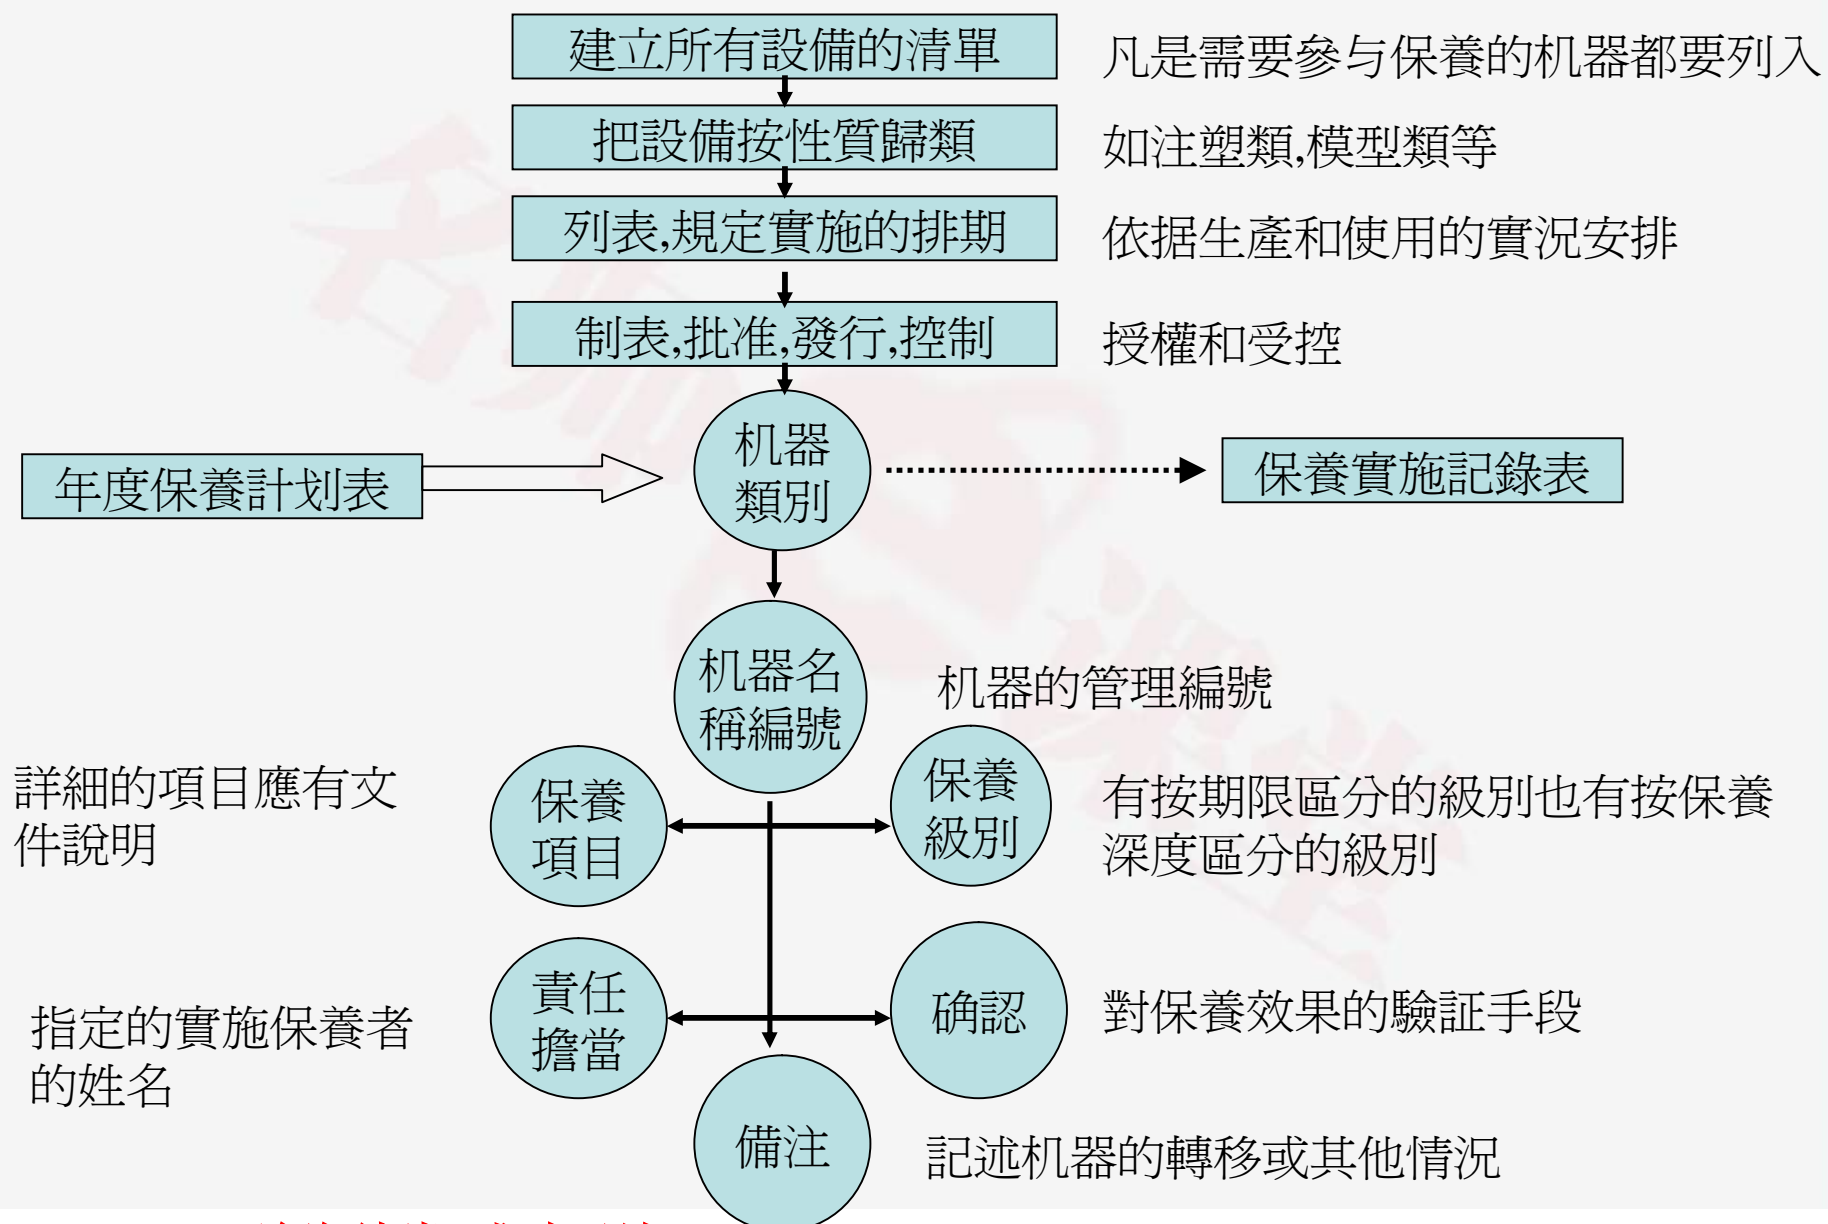 建立所有設備的清單
凡是需要參与保養的机器都要列入
把設備按性質歸類
如注塑類,模型類等
列表,規定實施的排期
依据生產和使用的實況安排
制表,批准,發行,控制
授權和受控
年度保養計划表
机器
類別
保養實施記錄表
机器名
稱編號
机器的管理編號
詳細的項目應有文
件說明
保養
項目
保養
級別
有按期限區分的級別也有按保養
深度區分的級別
指定的實施保養者
的姓名
責任
擔當
确認
對保養效果的驗証手段
備注
記述机器的轉移或其他情況